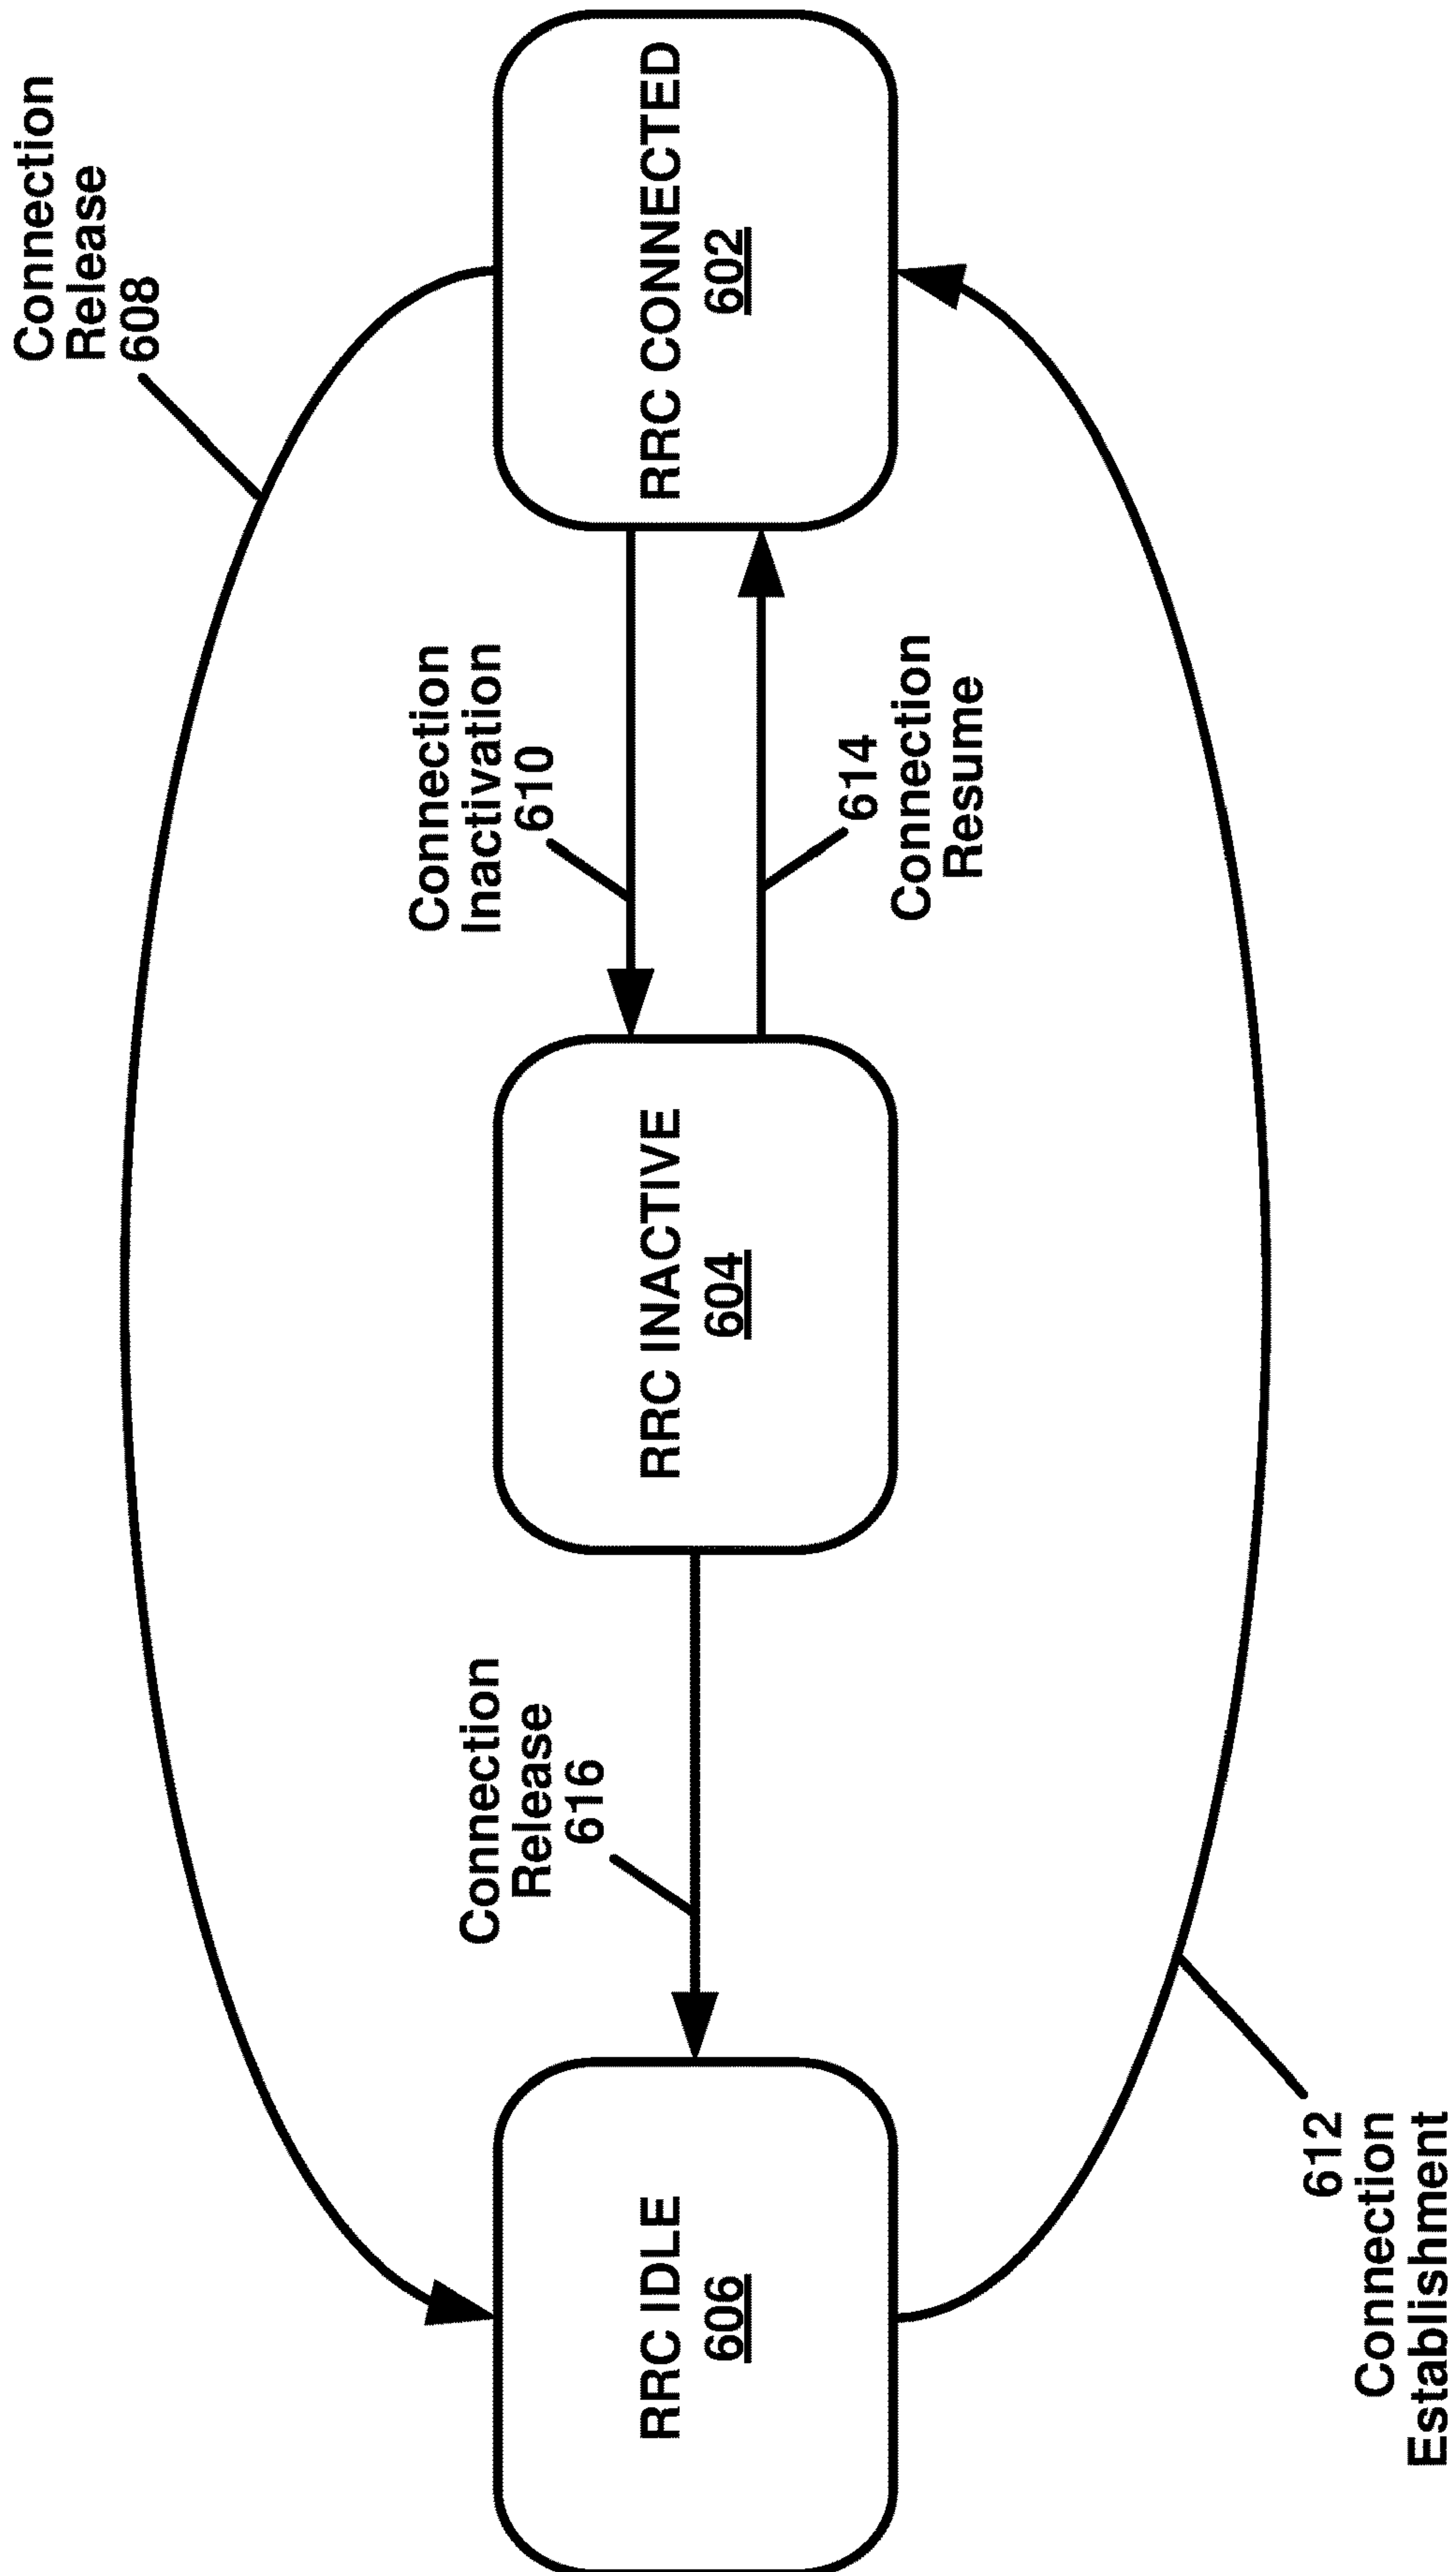 Connection
Release
608
Connection
Inactivation
610
Connection
Release
616
RRC IDLE
606
RRC INACTIVE
604
RRC CONNECTED
602
614
Connection
Resume
612
Connection
Establishment